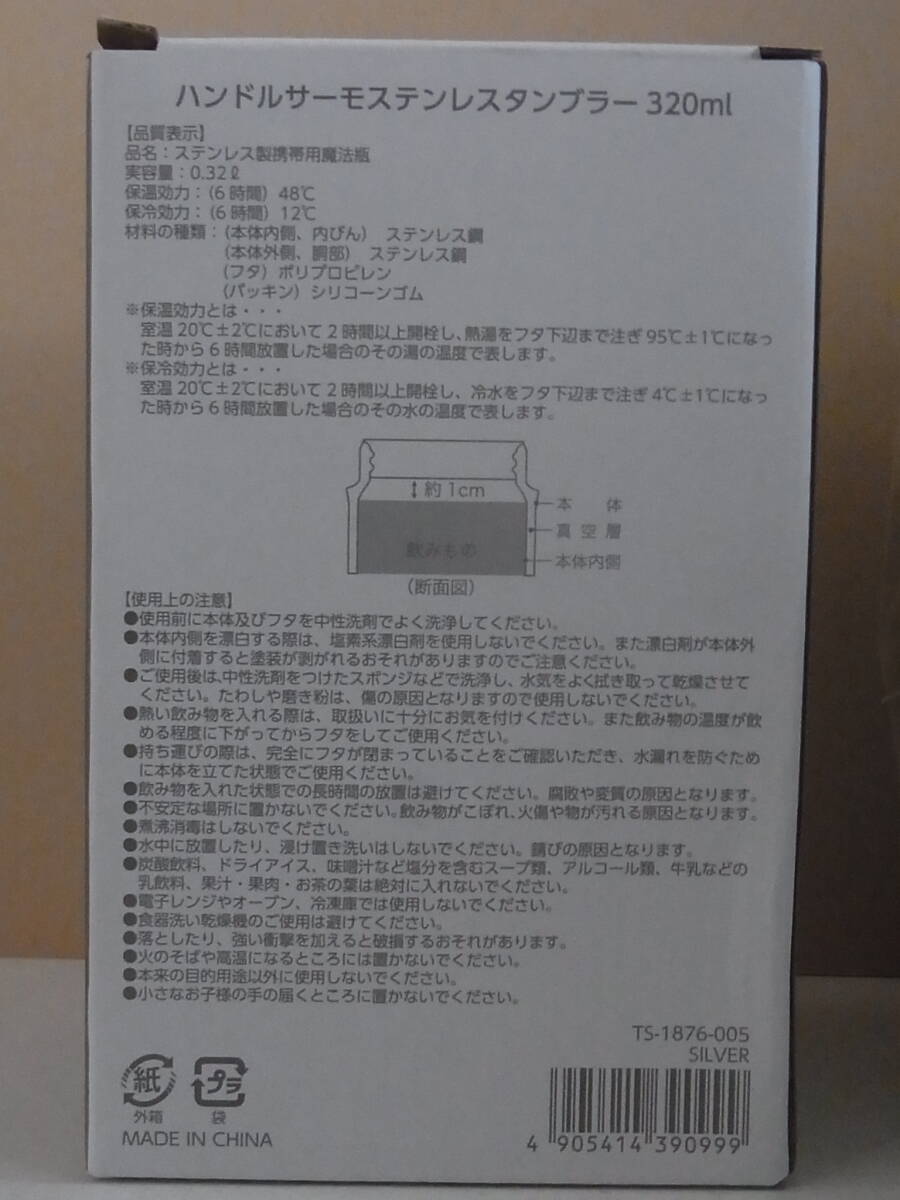 ハンドルサーモステンレスタンブラー 320ml
【品質表示】
品名：ステンレス製携帯用魔法瓶
実容量：0.32ℓ
保温効力：(6時間) 48℃
保冷効力：(6時間) 12℃
材料の種類：(本体内側、内びん) ステンレス鋼
(本体外側、胴部) ステンレス鋼
(フタ) ポリプロピレン
(パッキン) シリコーンゴム
※保温効力とは・・・
室温20℃±2℃において2時間以上開栓し、熱湯をフタ下辺まで注ぎ95℃±1℃になっ
た時から6時間放置した場合のその湯の温度で表します。
※保冷効力とは・・・
室温20℃±2℃において2時間以上開栓し、冷水をフタ下辺まで注ぎ4℃±1℃になっ
た時から6時間放置した場合のその水の温度で表します。
約1cm
本 体
真空層
飲みもの
本体内側
(断面図)
【使用上の注意】
●使用前に本体及びフタを中性洗剤でよく洗浄してください。
●本体内側を漂白する際は、塩素系漂白剤を使用しないでください。また漂白剤が本体外
側に付着すると塗装が剥がれるおそれがありますのでご注意ください。
●ご使用後は、中性洗剤をつけたスポンジなどで洗浄し、水気をよく拭き取って乾燥させて
ください。たわしや磨き粉は、傷の原因となりますので使用しないでください。
●熱い飲み物を入れる際は、取扱いに十分にお気を付けください。また飲み物の温度が飲
める程度に下がってからフタをしてご使用ください。
●持ち運びの際は、完全にフタが閉まっていることをご確認いただき、水漏れを防ぐため
に本体を立てた状態でご使用ください。
●飲み物を入れた状態での長時間の放置は避けてください。腐敗や変質の原因となります。
●不安定な場所に置かないでください。飲み物がこぼれ、火傷や物が汚れる原因となります。
●煮沸消毒はしないでください。
●水中に放置したり、浸け置き洗いはしないでください。錆びの原因となります。
●炭酸飲料、ドライアイス、味噌汁など塩分を含むスープ類、アルコール類、牛乳などの
乳飲料、果汁・果肉・お茶の葉は絶対に入れないでください。
●電子レンジやオーブン、冷凍庫では使用しないでください。
●食器洗い乾燥機のご使用は避けてください。
●落としたり、強い衝撃を加えると破損するおそれがあります。
●火のそばや高温になるところには置かないでください。
●本来の目的用途以外に使用しないでください。
●小さなお子様の手の届くところに置かないでください。
TS-1876-005
SILVER
紙
プラ
外箱
袋
MADE IN CHINA
4 905414 390999